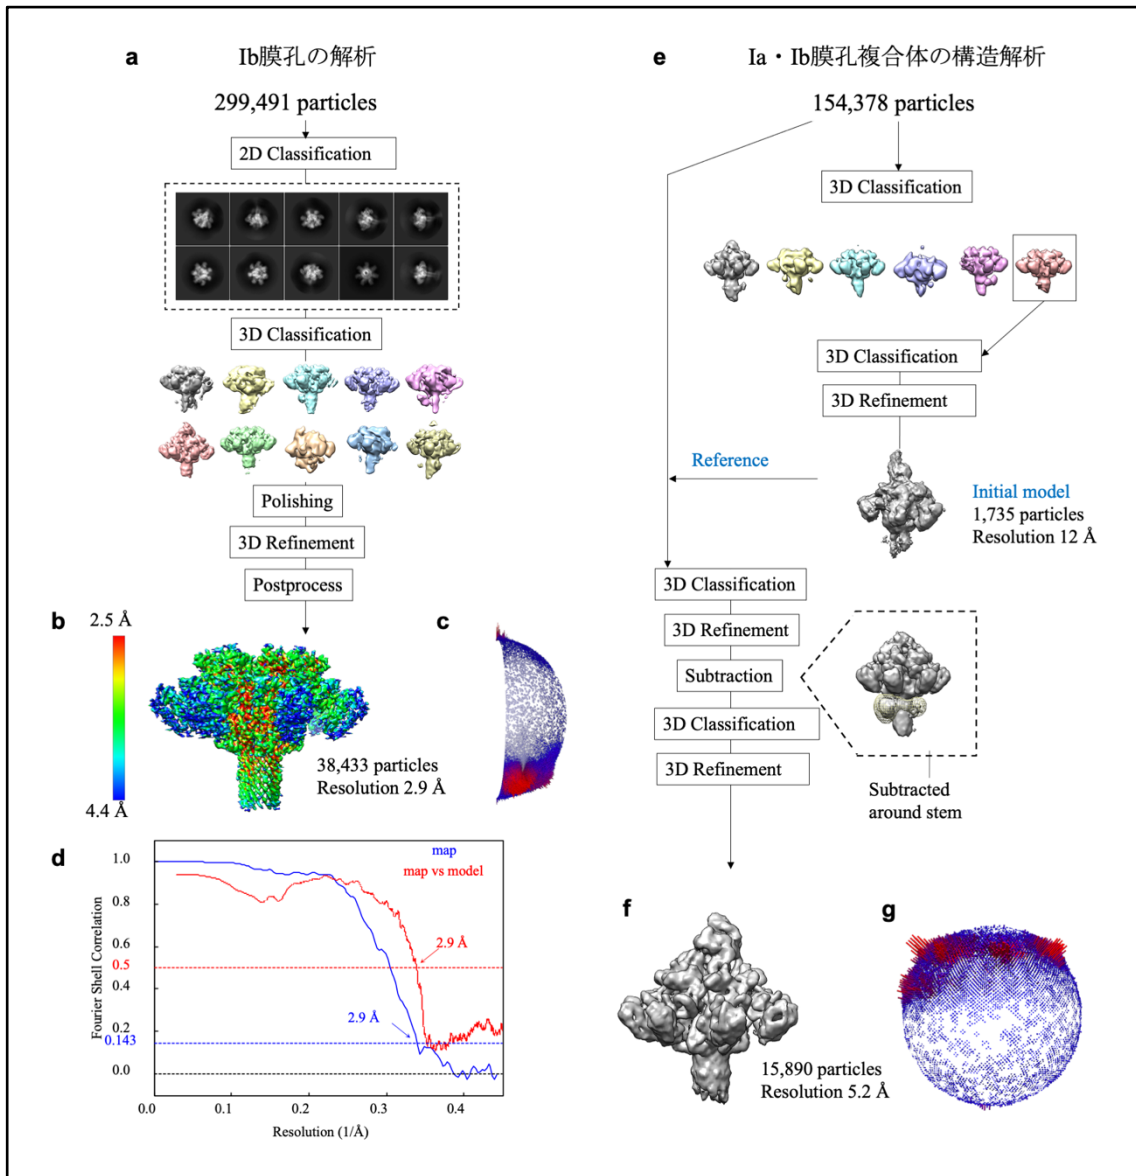 a
Ib膜孔の解析
299,491 particles
2D Classification
3D Classification
Polishing
3D Refinement
Postprocess
b
2.5 Å
4.4 Å
38,433 particles
Resolution 2.9 Å
c
d
map
map vs model
2.9 Å
2.9 Å
Fourier Shell Correlation
1.0
0.8
0.6
0.5
0.4
0.2
0.143
0.0
0.0
0.1
0.2
0.3
0.4
Resolution (1/Å)
e
Ia・Ib膜孔複合体の構造解析
154,378 particles
3D Classification
3D Classification
3D Refinement
Reference
Initial model
1,735 particles
Resolution 12 Å
3D Classification
3D Refinement
Subtraction
3D Classification
3D Refinement
Subtracted
around stem
f
15,890 particles
Resolution 5.2 Å
g